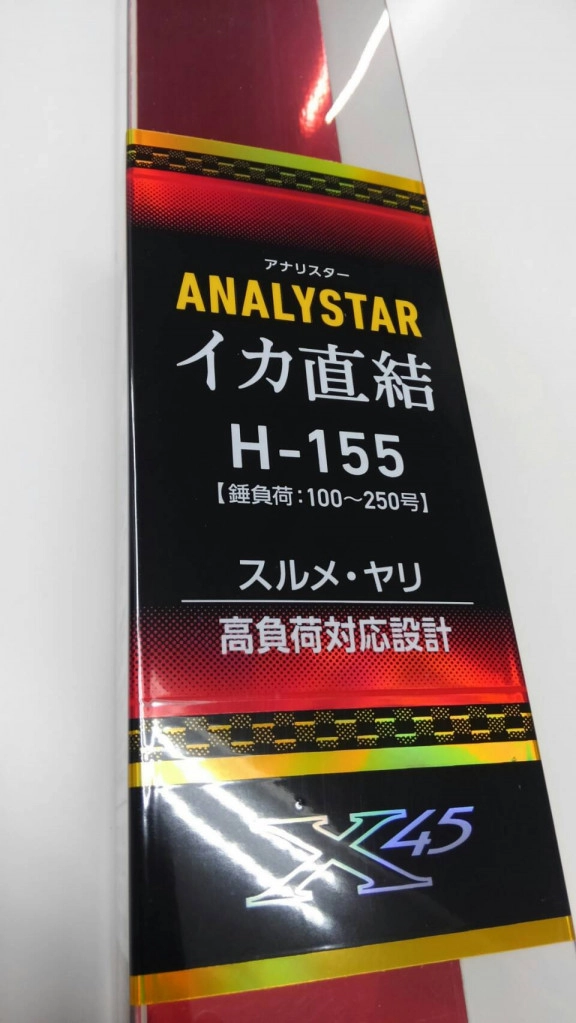 アナリスター
ANALYSTAR
イカ直結
H-155
【錘負荷:100～250号】
スルメ・ヤリ
高負荷対応設計
X45